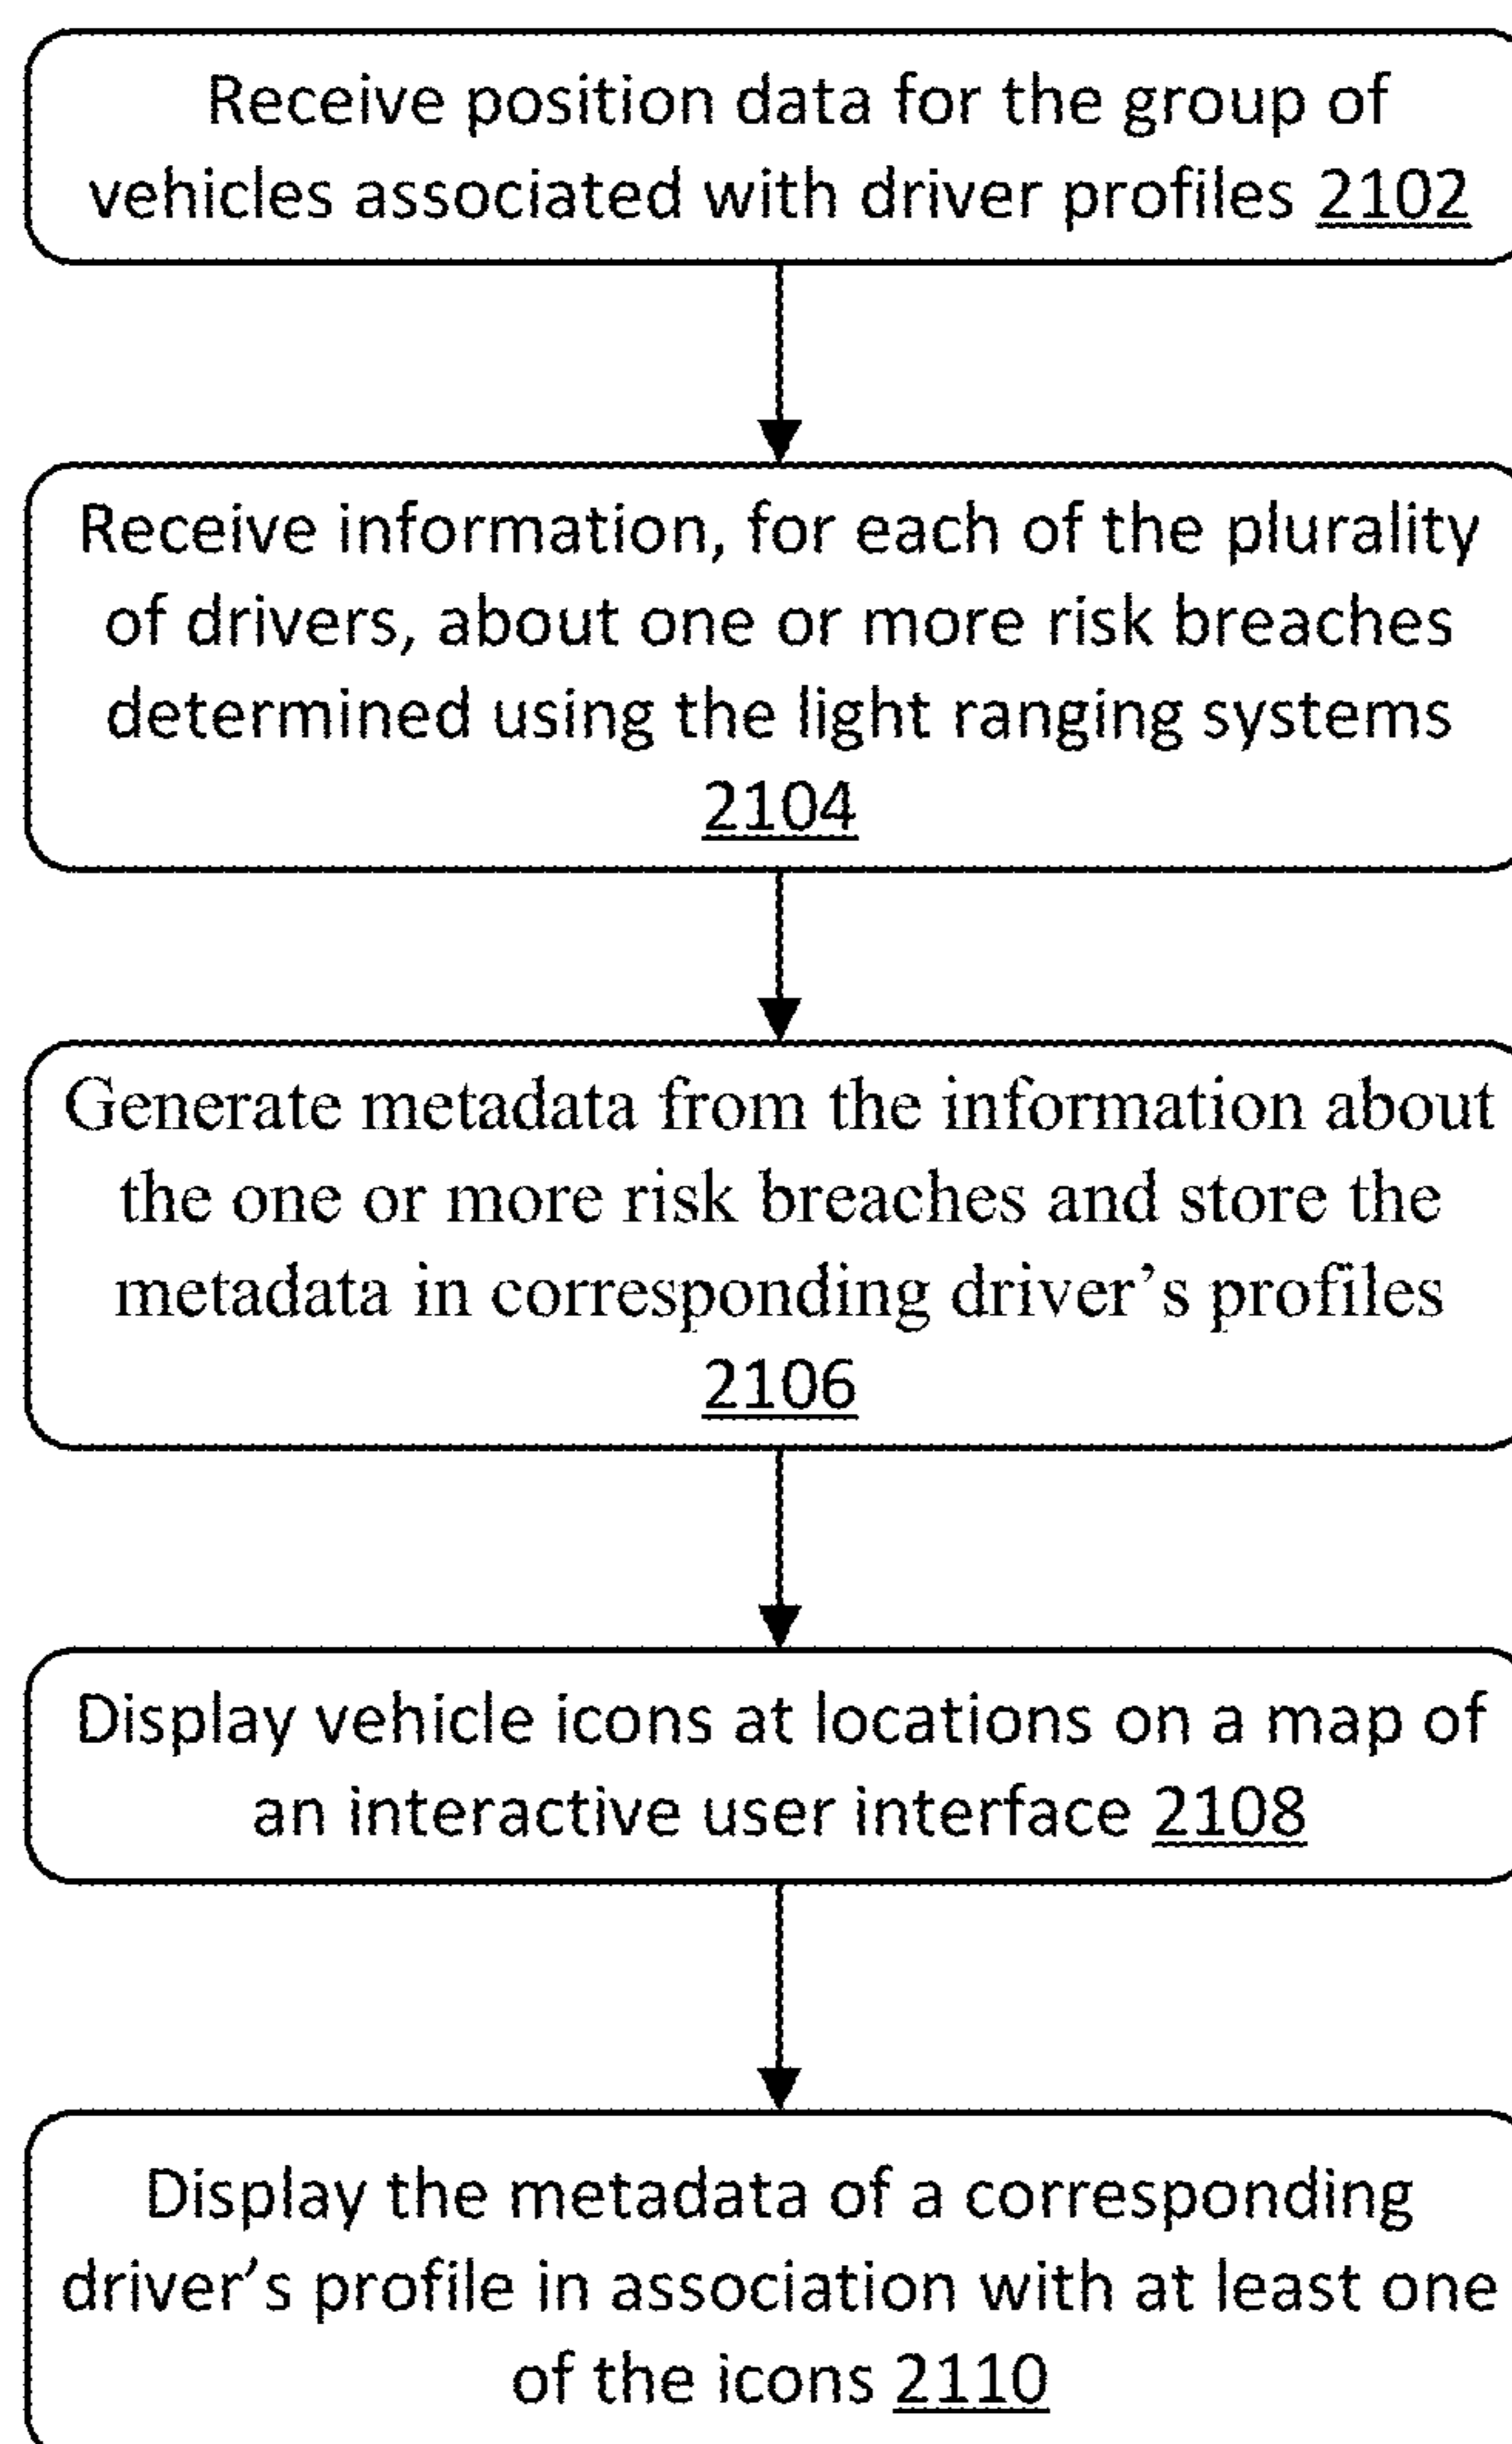 Receive position data for the group of
vehicles associated with driver profiles 2102
Receive information, for each of the plurality
of drivers, about one or more risk breaches
determined using the light ranging systems
2104
Generate metadata from the information about
the one or more risk breaches and store the
metadata in corresponding driver’s profiles
2106
Display vehicle icons at locations on a map of
an interactive user interface 2108
Display the metadata of a corresponding
driver’s profile in association with at least one
of the icons 2110